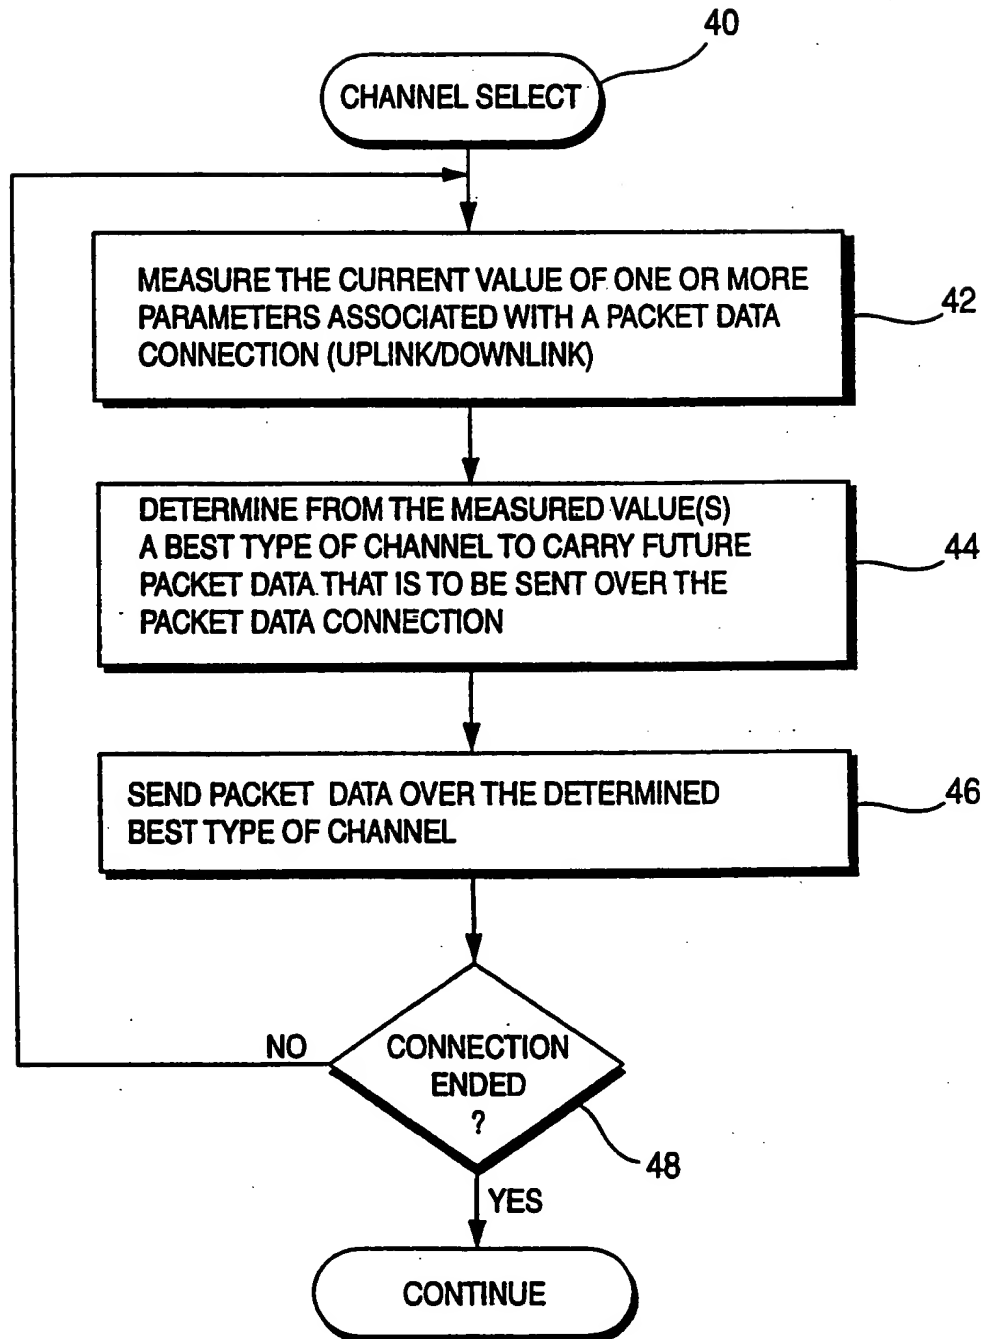 40
CHANNEL SELECT
MEASURE THE CURRENT VALUE OF ONE OR MORE
PARAMETERS ASSOCIATED WITH A PACKET DATA
CONNECTION (UPLINK/DOWNLINK)
42
DETERMINE FROM THE MEASURED VALUE(S)
A BEST TYPE OF CHANNEL TO CARRY FUTURE
PACKET DATA THAT IS TO BE SENT OVER THE
PACKET DATA CONNECTION
44
SEND PACKET DATA OVER THE DETERMINED
BEST TYPE OF CHANNEL
46
NO
CONNECTION
ENDED
?
48
YES
CONTINUE